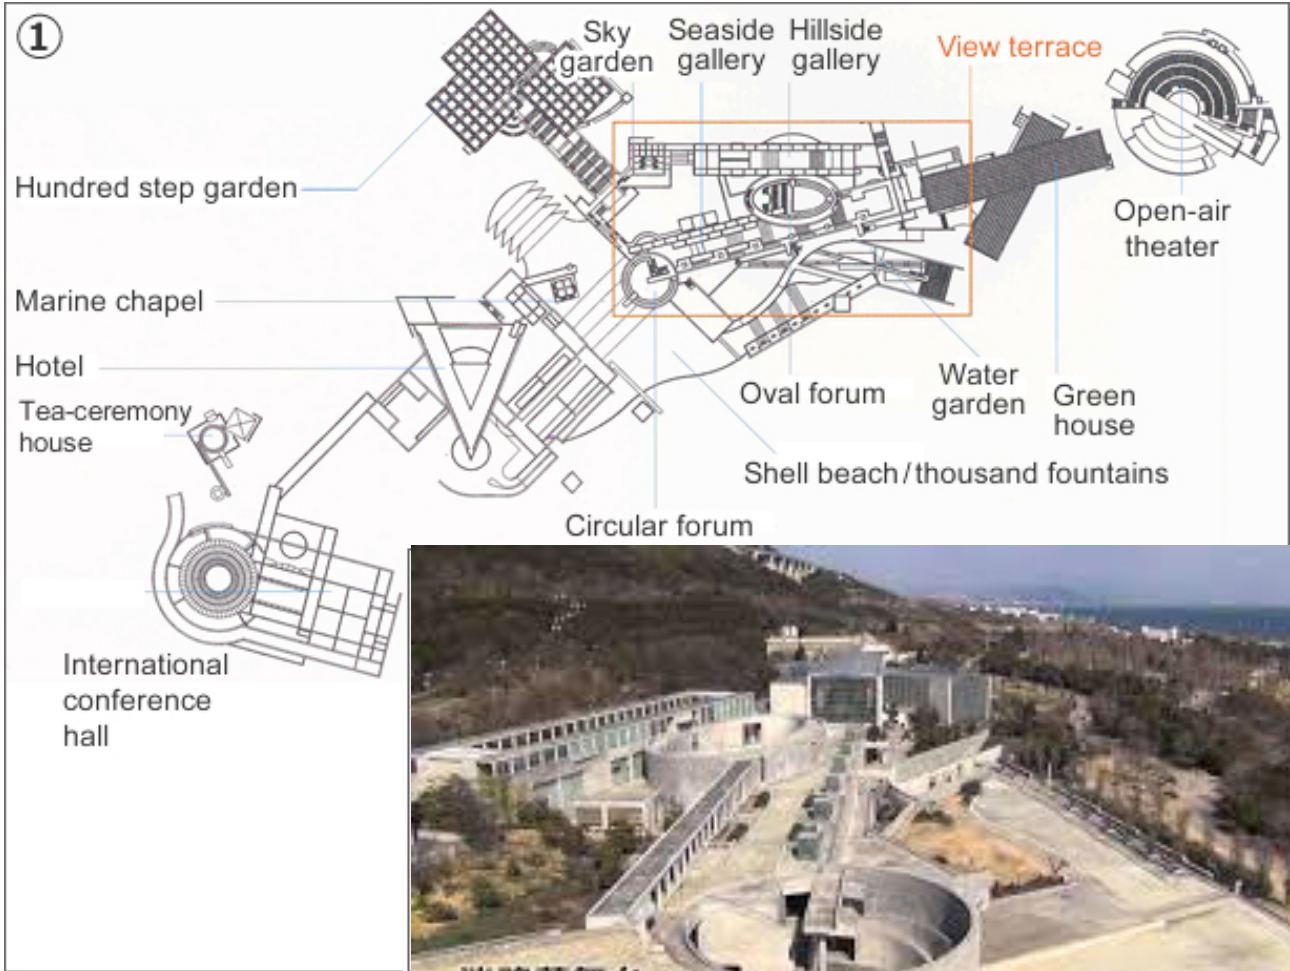 ①
Sky
garden
Seaside
gallery
Hillside
gallery
View terrace
Hundred step garden
Open-air
theater
Marine chapel
Hotel
Tea-ceremony
house
Oval forum
Water
garden
Green
house
Shell beach/thousand fountains
Circular forum
International
conference
hall